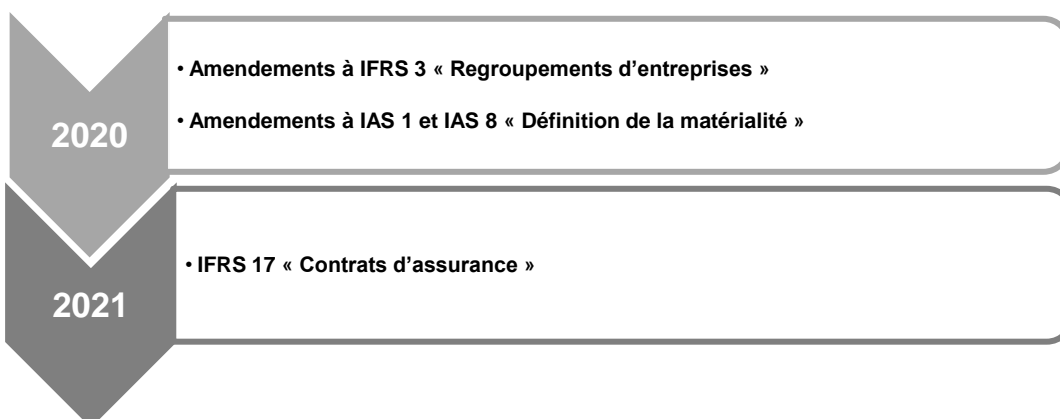 2020
• Amendements à IFRS 3 « Regroupements d’entreprises »
• Amendements à IAS 1 et IAS 8 « Définition de la matérialité »
2021
• IFRS 17 « Contrats d’assurance »